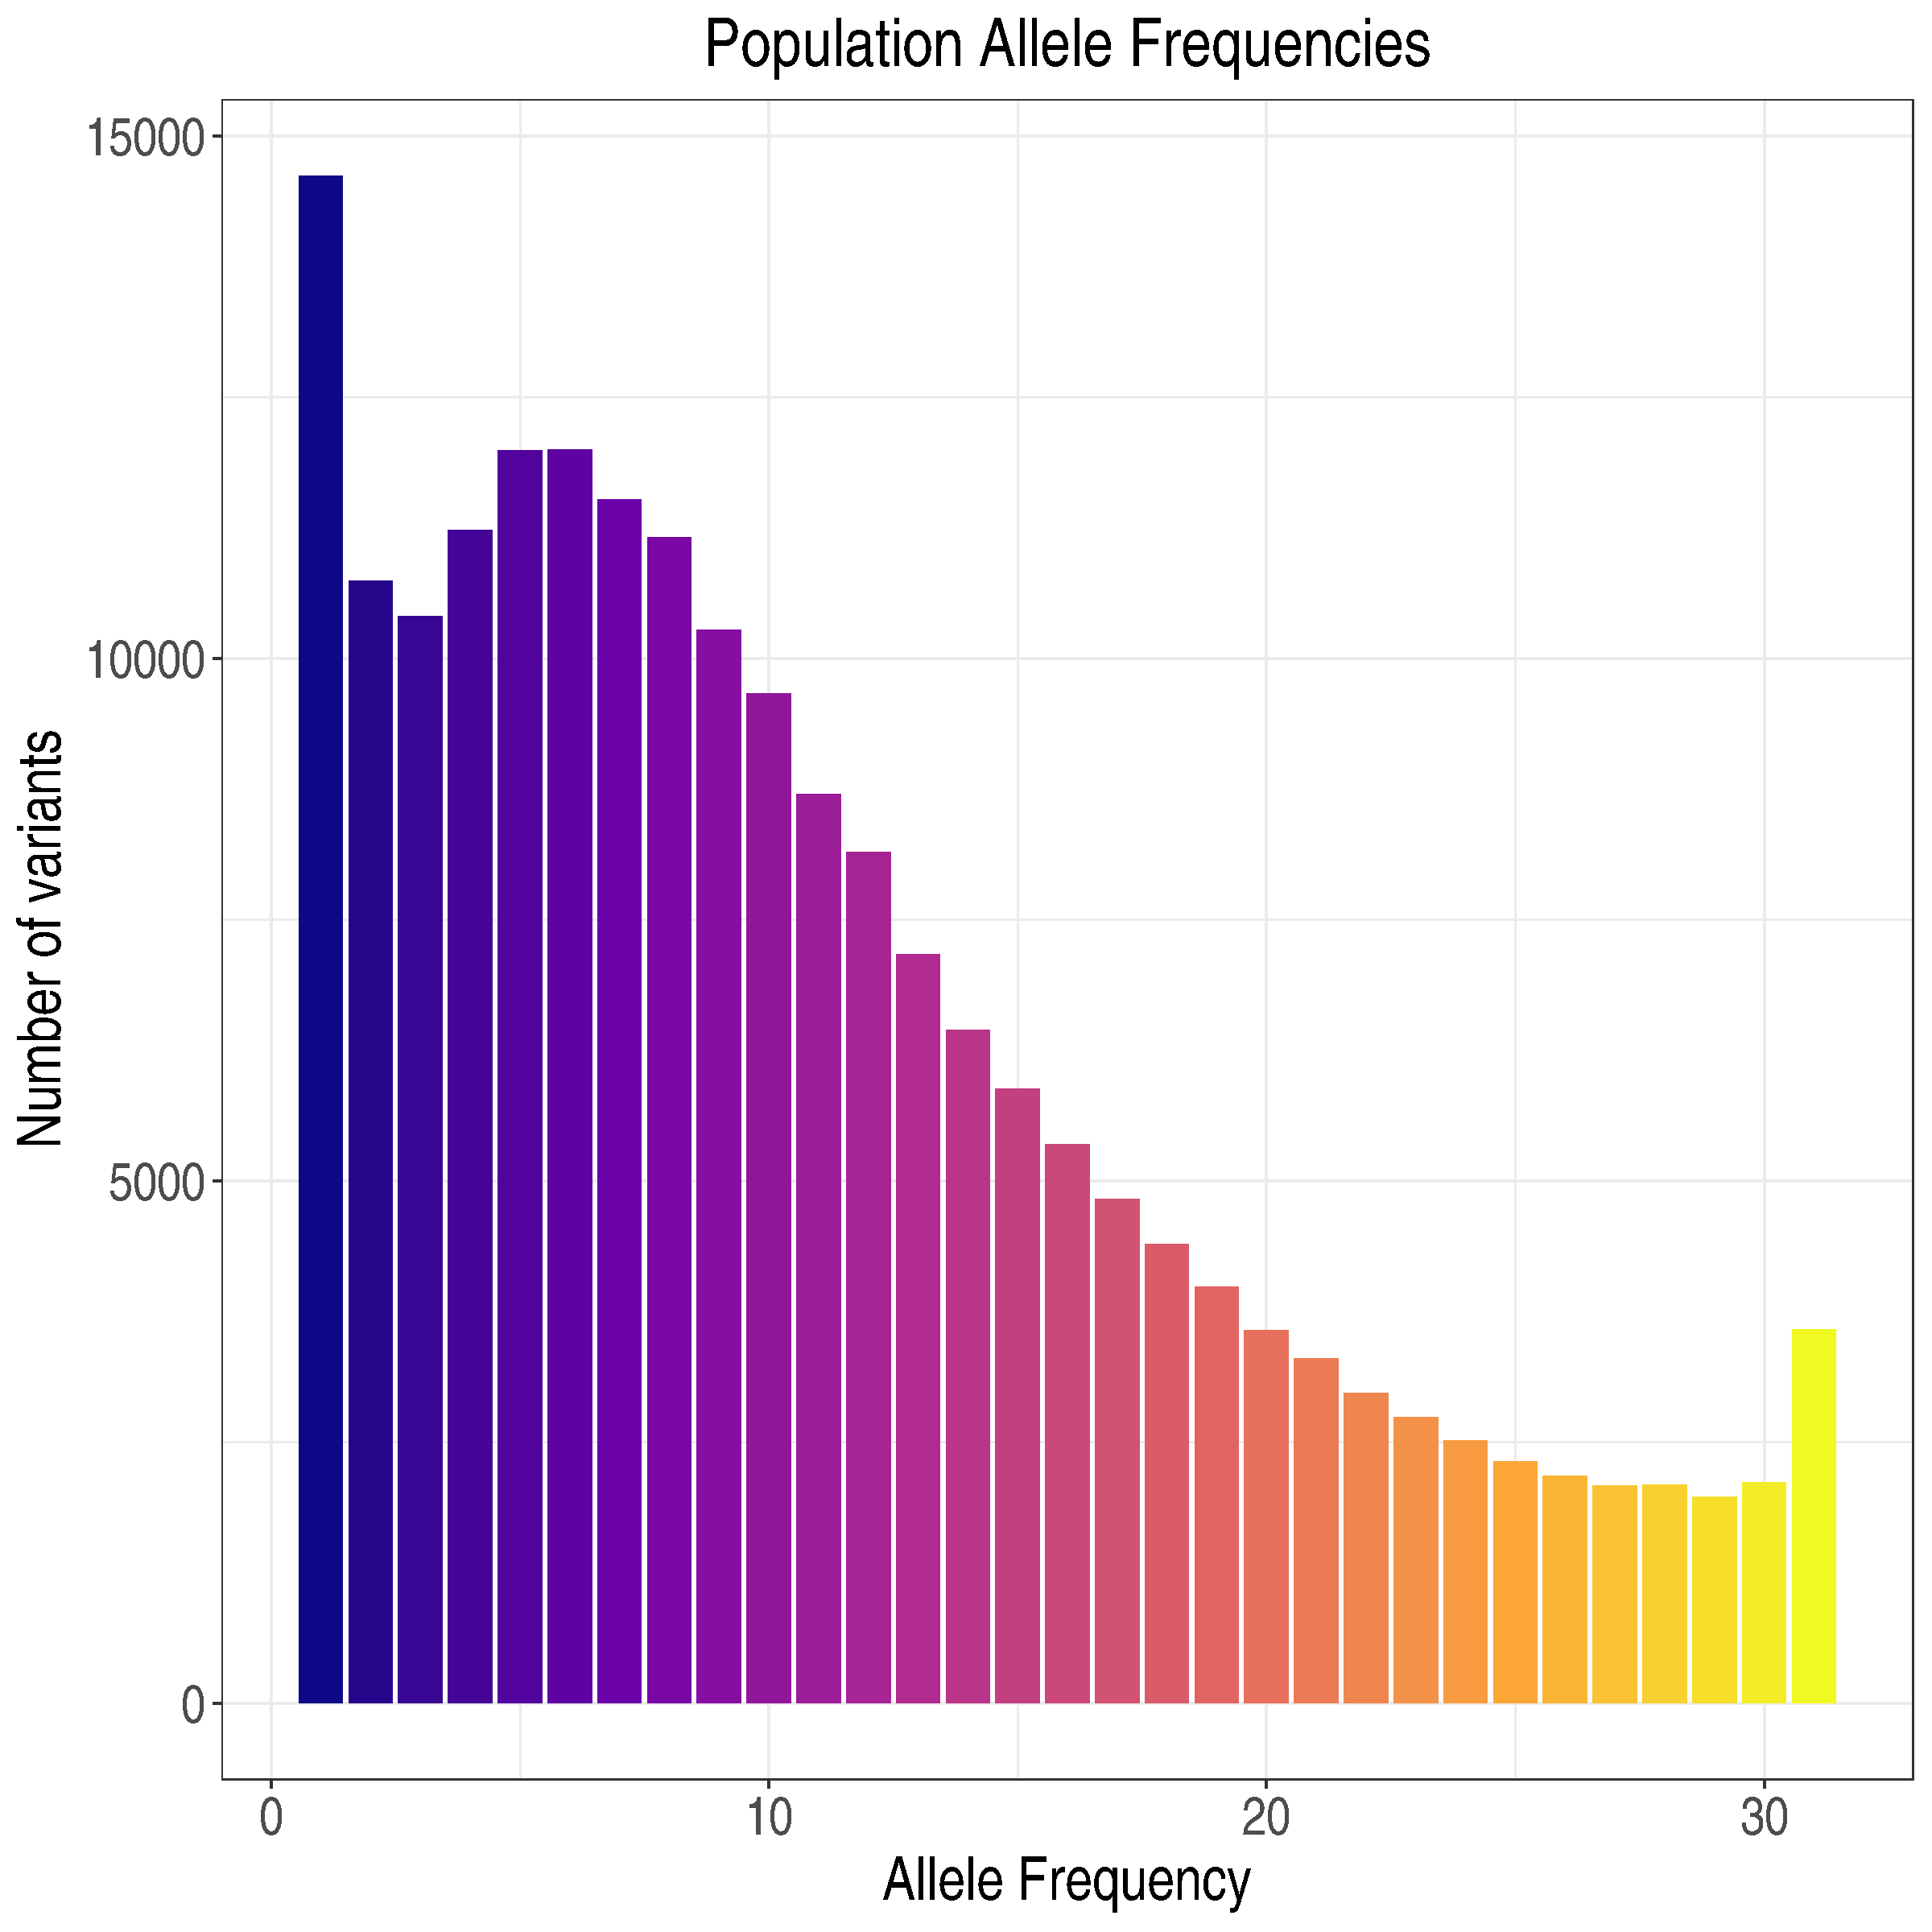 Population Allele Frequencies
15000
10000
5000
0
Number of variants
0 10 20 30
Allele Frequency